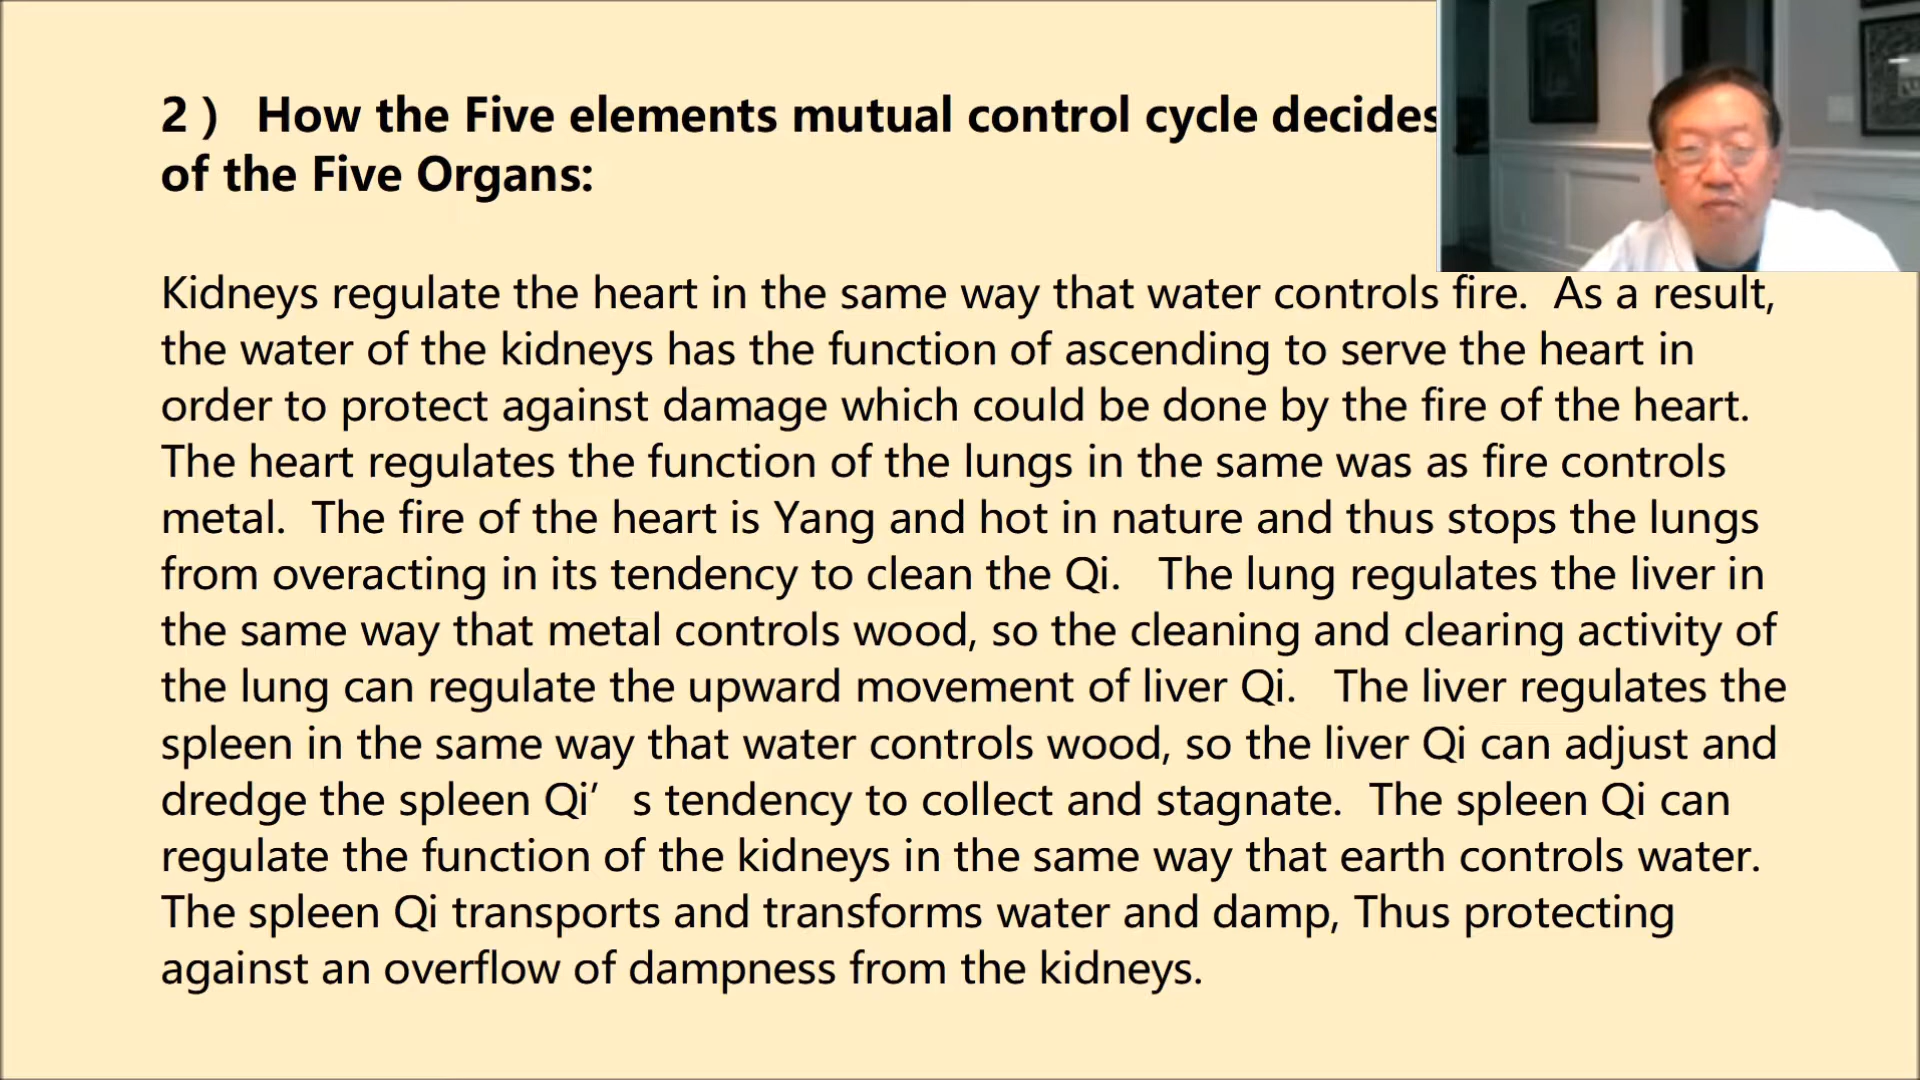 2） How the Five elements mutual control cycle decides
of the Five Organs:
Kidneys regulate the heart in the same way that water controls fire.  As a result,
the water of the kidneys has the function of ascending to serve the heart in
order to protect against damage which could be done by the fire of the heart.
The heart regulates the function of the lungs in the same was as fire controls
metal.  The fire of the heart is Yang and hot in nature and thus stops the lungs
from overacting in its tendency to clean the Qi.   The lung regulates the liver in
the same way that metal controls wood, so the cleaning and clearing activity of
the lung can regulate the upward movement of liver Qi.   The liver regulates the
spleen in the same way that water controls wood, so the liver Qi can adjust and
dredge the spleen Qi’ s tendency to collect and stagnate.  The spleen Qi can
regulate the function of the kidneys in the same way that earth controls water.
The spleen Qi transports and transforms water and damp, Thus protecting
against an overflow of dampness from the kidneys.